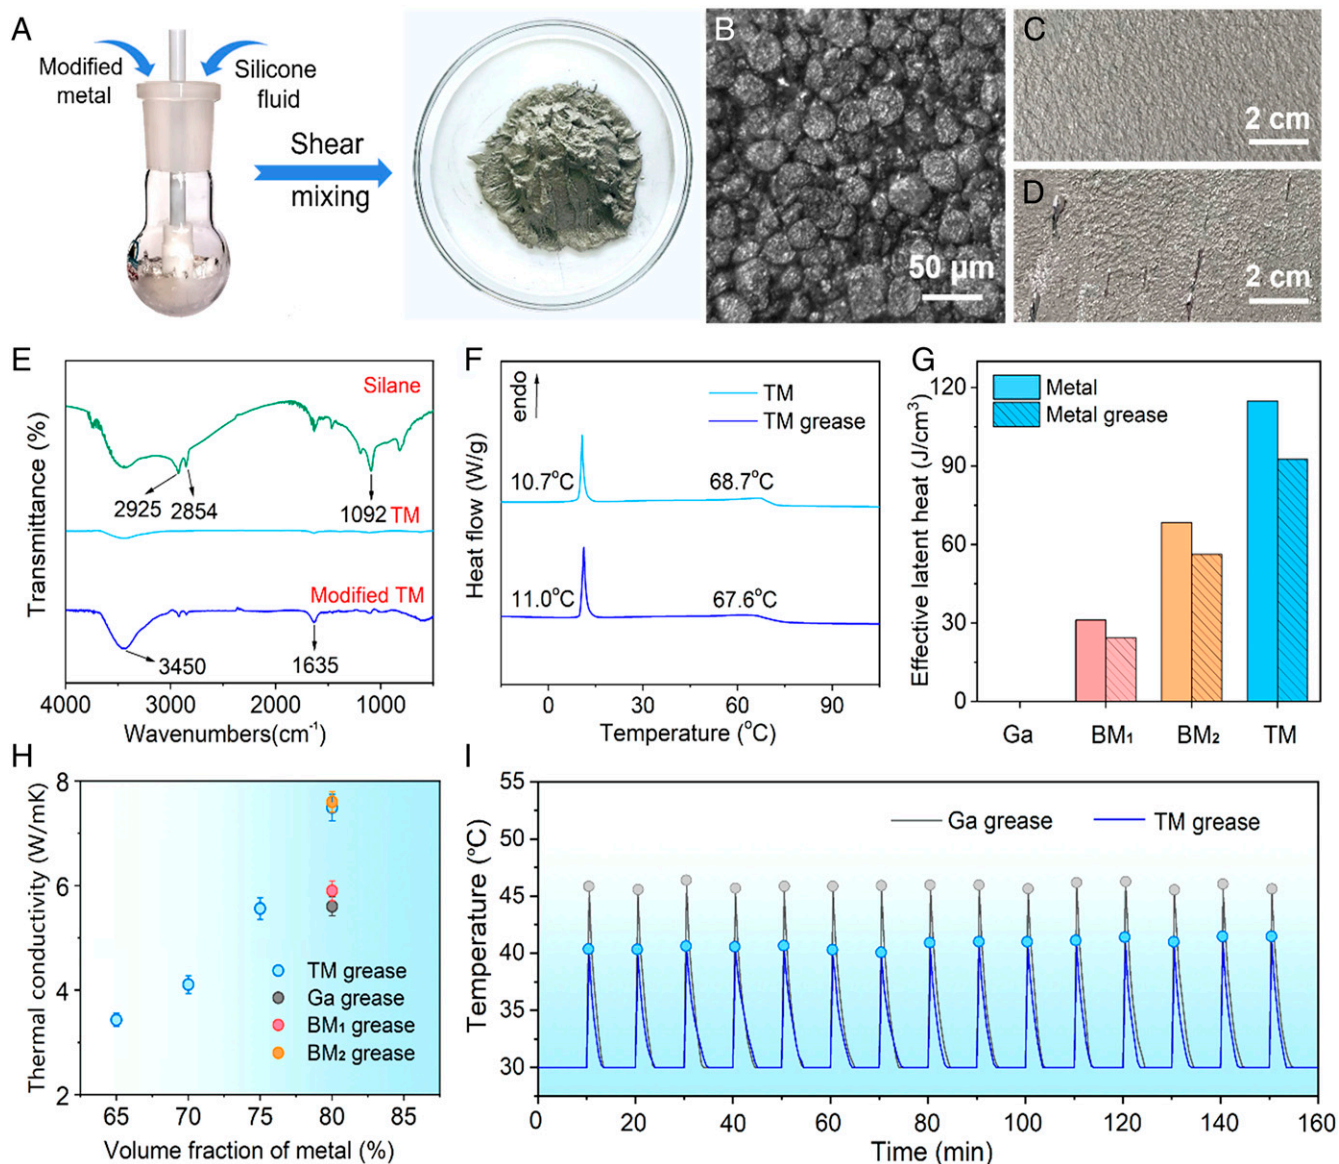 A
Modified
metal
Silicone
fluid
Shear
mixing
B
50 µm
C
2 cm
D
2 cm
E
Transmittance (%)
Silane
2925
2854
1092
TM
Modified TM
3450
1635
4000
3000
2000
1000
Wavenumbers(cm⁻¹)
F
Heat flow (W/g)
endo
TM
TM grease
10.7°C
68.7°C
11.0°C
67.6°C
0
30
60
90
Temperature (°C)
G
Effective latent heat (J/cm³)
120
90
60
30
0
Metal
Metal grease
Ga
BM₁
BM₂
TM
H
Thermal conductivity (W/mK)
8
6
4
2
TM grease
Ga grease
BM₁ grease
BM₂ grease
65
70
75
80
85
Volume fraction of metal (%)
I
Temperature (°C)
55
50
45
40
35
30
Ga grease
TM grease
0
20
40
60
80
100
120
140
160
Time (min)